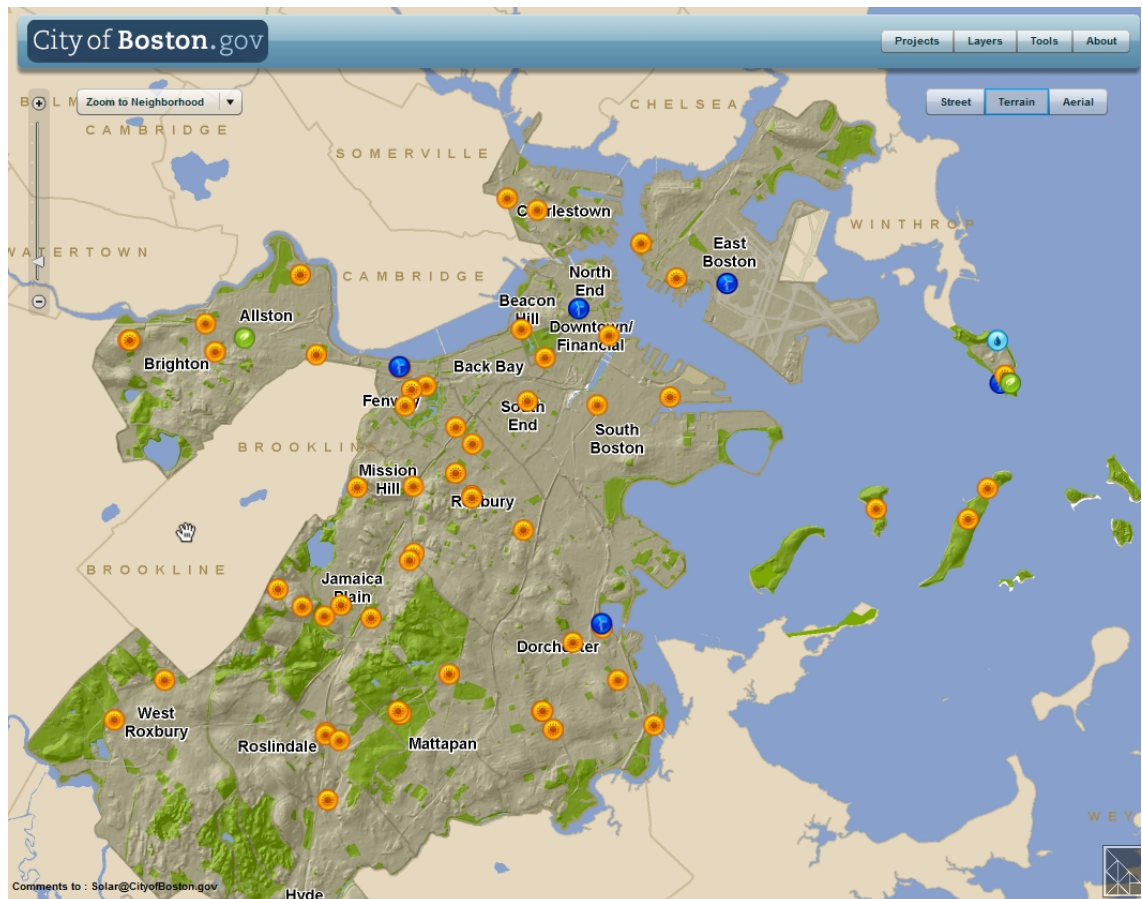 City of Boston.gov
Projects
Layers
Tools
About
Zoom to Neighborhood
Street
Terrain
Aerial
CHELSEA
CAMBRIDGE
SOMERVILLE
WINTHROP
WATERTOWN
CAMBRIDGE
Charlestown
East
Boston
North
End
Beacon
Hill
Downtown/
Financial
Allston
Brighton
Back Bay
Fenway
South
End
South
Boston
BROOKLINE
Mission
Hill
Roxbury
BROOKLINE
Jamaica
Plain
Dorchester
West
Roxbury
Roslindale
Mattapan
WEY
Comments to : Solar@CityofBoston.gov
Hyde